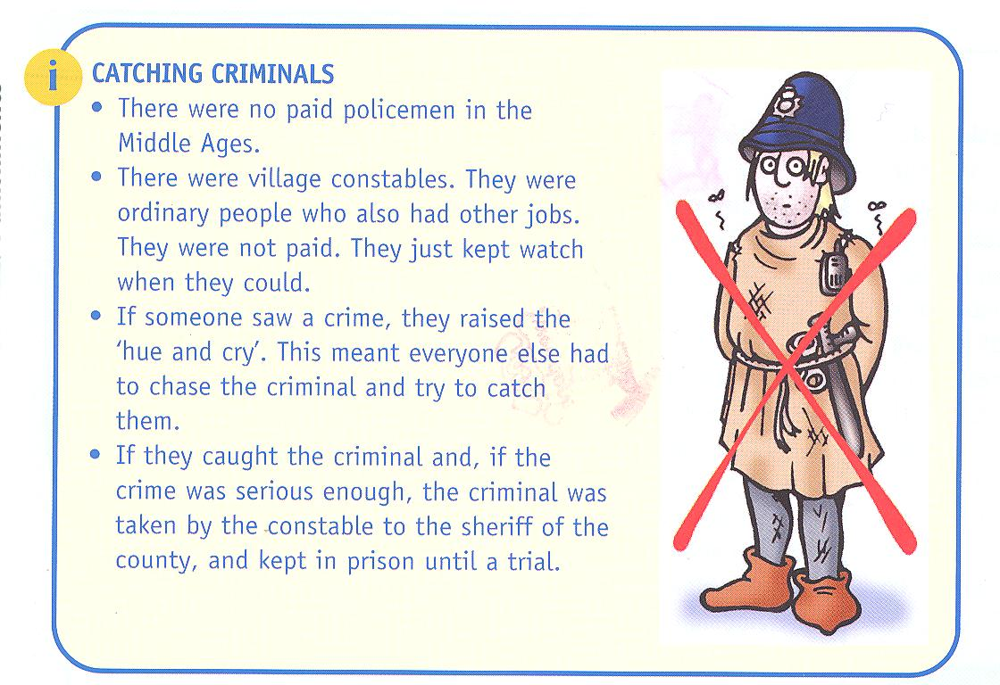 i
CATCHING CRIMINALS
• There were no paid policemen in the
Middle Ages.
• There were village constables. They were
ordinary people who also had other jobs.
They were not paid. They just kept watch
when they could.
• If someone saw a crime, they raised the
‘hue and cry’. This meant everyone else had
to chase the criminal and try to catch
them.
• If they caught the criminal and, if the
crime was serious enough, the criminal was
taken by the constable to the sheriff of the
county, and kept in prison until a trial.